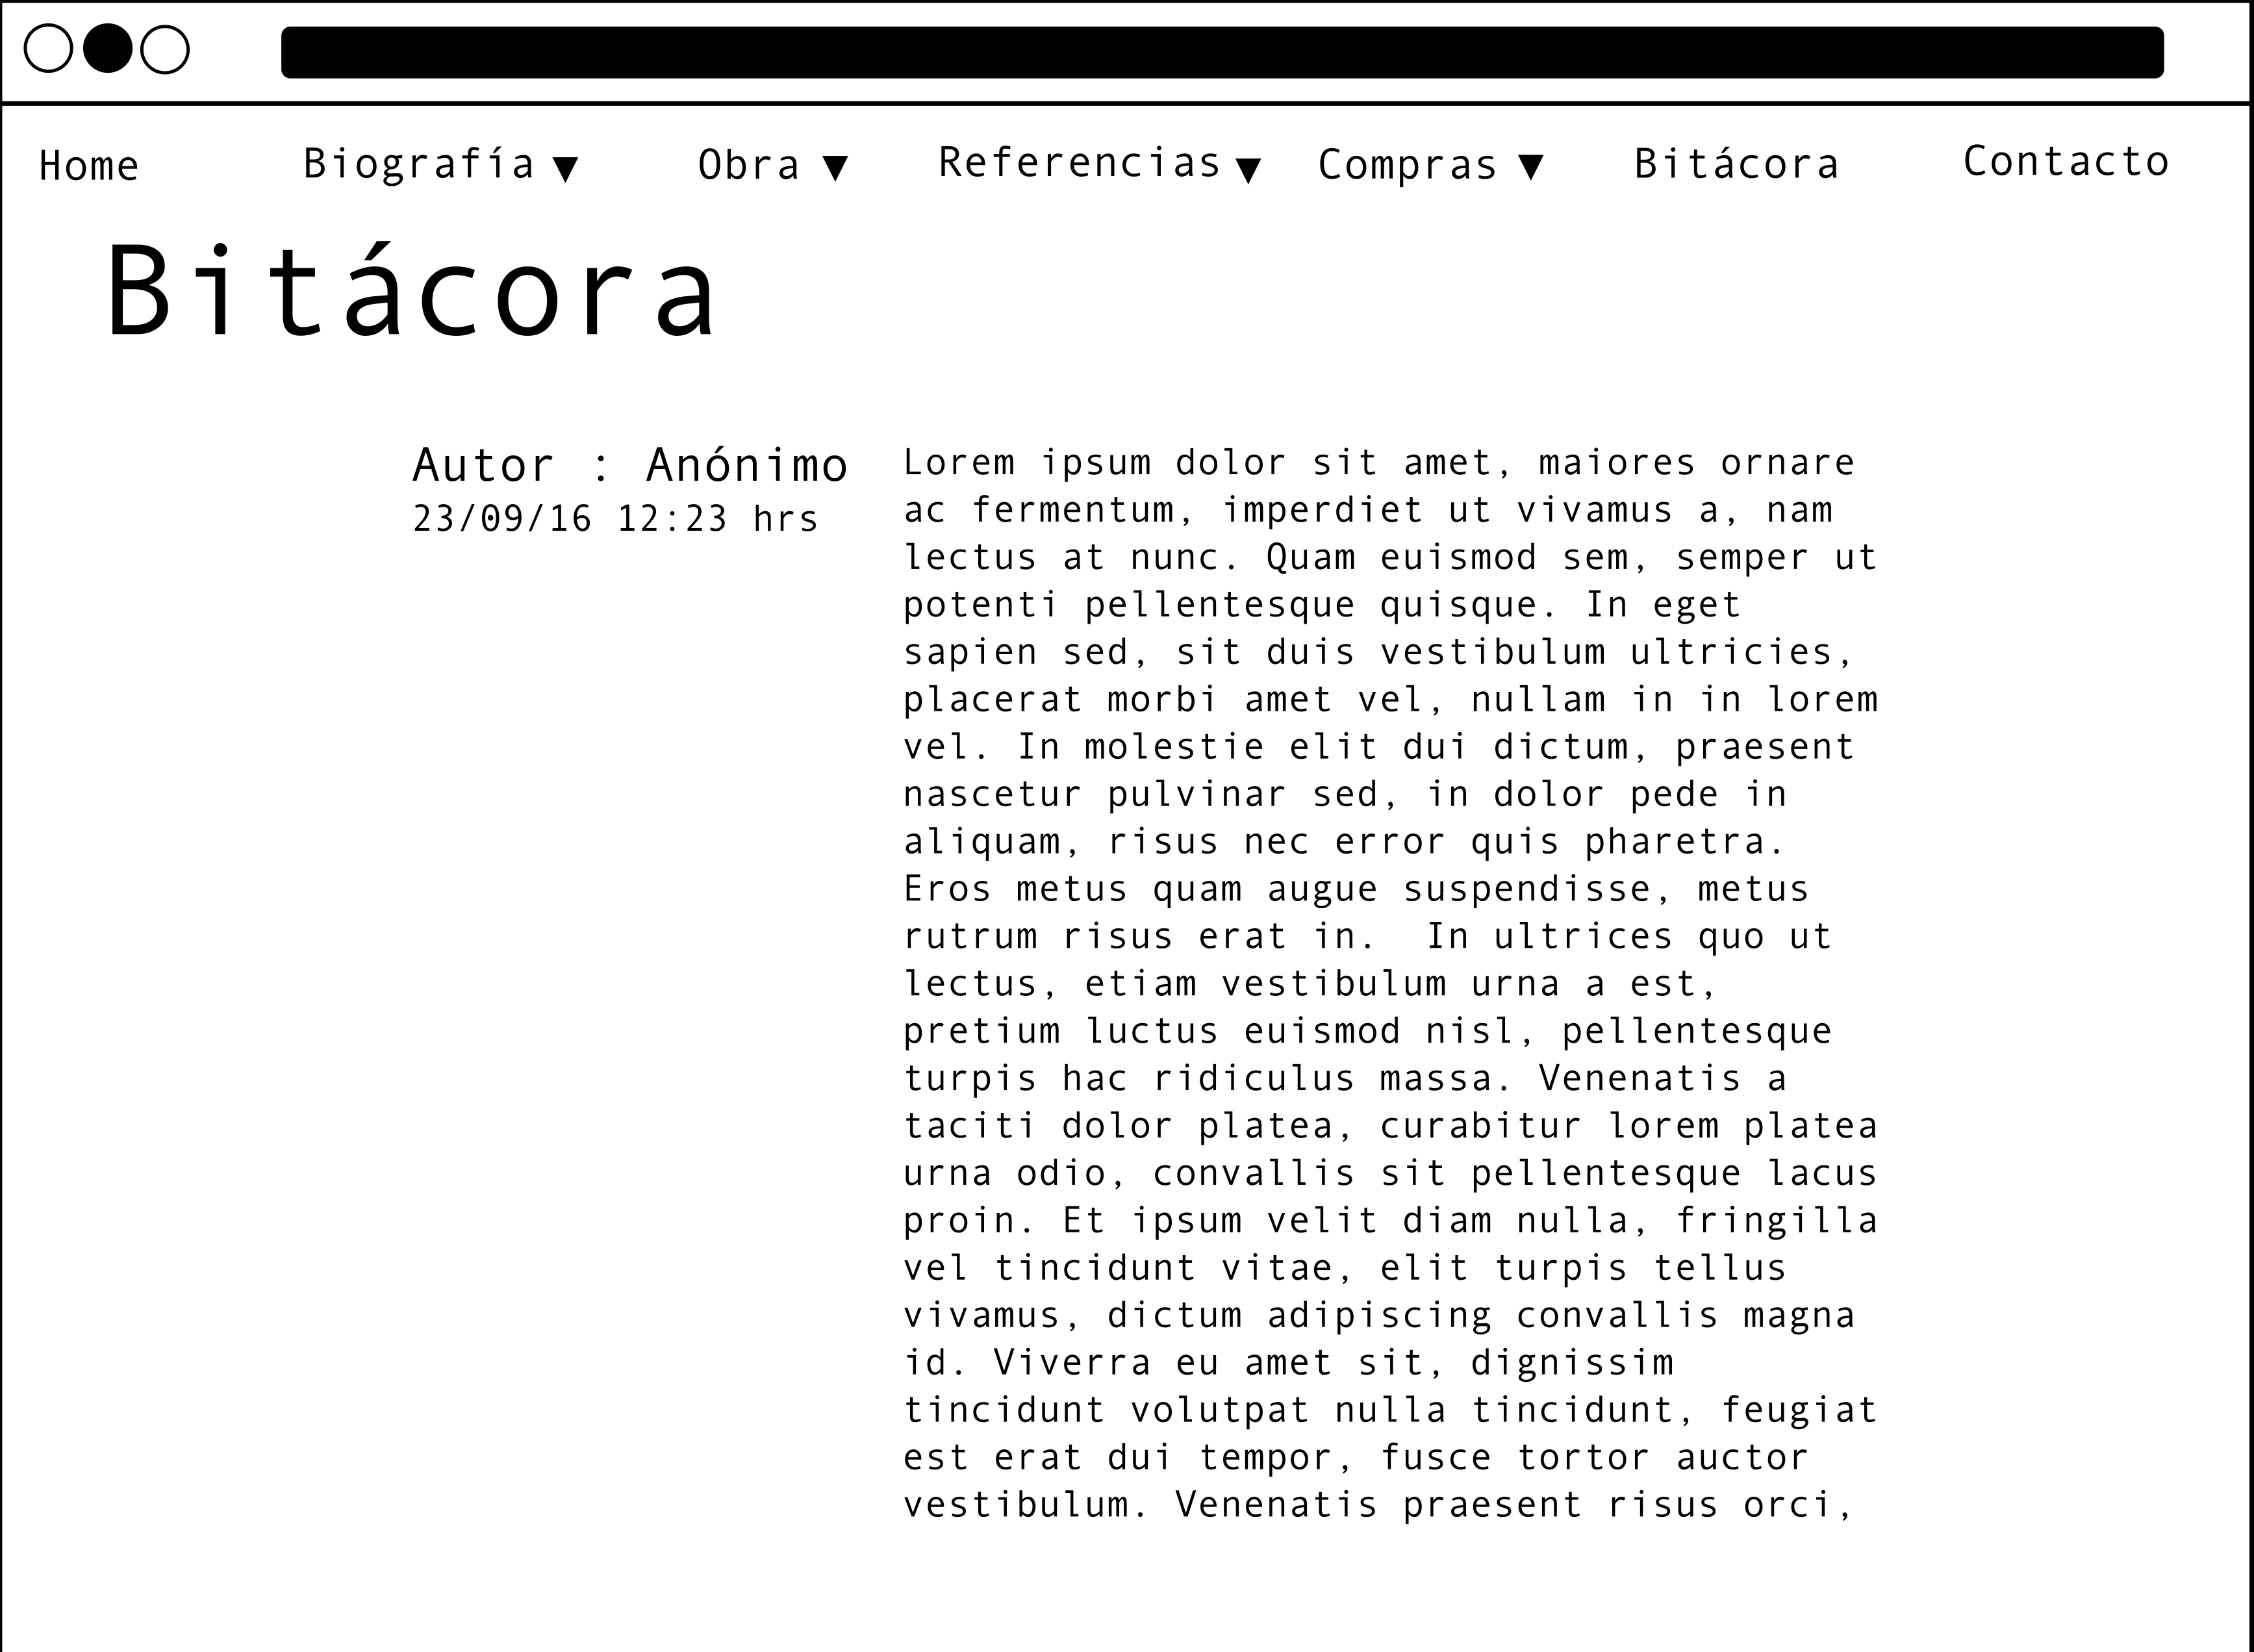 Home Biografía ▼ Obra ▼ Referencias ▼ Compras ▼ Bitácora Contacto
Bitácora
Autor : Anónimo
23/09/16 12:23 hrs
Lorem ipsum dolor sit amet, maiores ornare
ac fermentum, imperdiet ut vivamus a, nam
lectus at nunc. Quam euismod sem, semper ut
potenti pellentesque quisque. In eget
sapien sed, sit duis vestibulum ultricies,
placerat morbi amet vel, nullam in in lorem
vel. In molestie elit dui dictum, praesent
nascetur pulvinar sed, in dolor pede in
aliquam, risus nec error quis pharetra.
Eros metus quam augue suspendisse, metus
rutrum risus erat in.  In ultrices quo ut
lectus, etiam vestibulum urna a est,
pretium luctus euismod nisl, pellentesque
turpis hac ridiculus massa. Venenatis a
taciti dolor platea, curabitur lorem platea
urna odio, convallis sit pellentesque lacus
proin. Et ipsum velit diam nulla, fringilla
vel tincidunt vitae, elit turpis tellus
vivamus, dictum adipiscing convallis magna
id. Viverra eu amet sit, dignissim
tincidunt volutpat nulla tincidunt, feugiat
est erat dui tempor, fusce tortor auctor
vestibulum. Venenatis praesent risus orci,